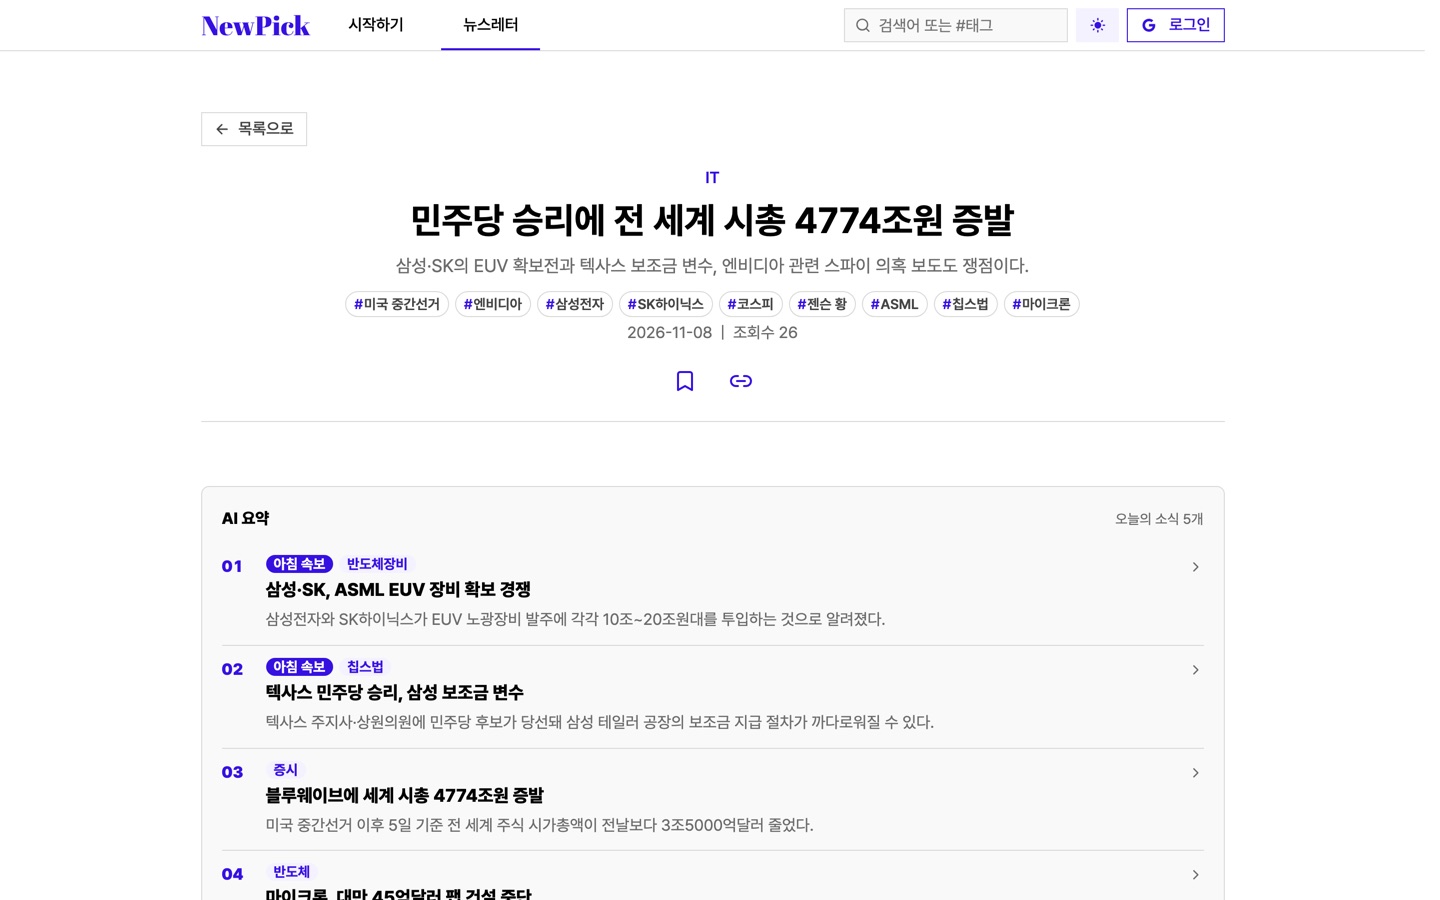 NewPick 시작하기 뉴스레터 검색어 또는 #태그 G 로그인
← 목록으로
IT
민주당 승리에 전 세계 시총 4774조원 증발
삼성·SK의 EUV 확보전과 텍사스 보조금 변수, 엔비디아 관련 스파이 의혹 보도도 쟁점이다.
#미국 중간선거 #엔비디아 #삼성전자 #SK하이닉스 #코스피 #젠슨 황 #ASML #칩스법 #마이크론
2026-11-08 | 조회수 26
AI 요약 오늘의 소식 5개
01 아침 속보 반도체장비
삼성·SK, ASML EUV 장비 확보 경쟁
삼성전자와 SK하이닉스가 EUV 노광장비 발주에 각각 10조~20조원대를 투입하는 것으로 알려졌다.
02 아침 속보 칩스법
텍사스 민주당 승리, 삼성 보조금 변수
텍사스 주지사·상원의원에 민주당 후보가 당선돼 삼성 테일러 공장의 보조금 지급 절차가 까다로워질 수 있다.
03 증시
블루웨이브에 세계 시총 4774조원 증발
미국 중간선거 이후 5일 기준 전 세계 주식 시가총액이 전날보다 3조5000억달러 줄었다.
04 반도체
마이크론, 대만 45억달러 팹 건설 중단